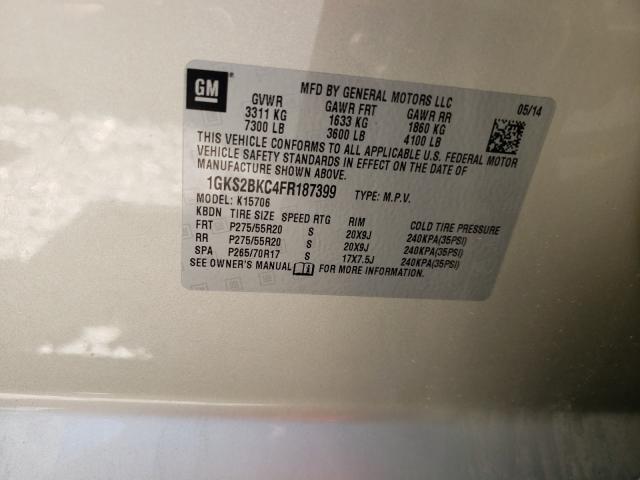 GM
MFD BY GENERAL MOTORS LLC 05/14
GVWR GAWR FRT GAWR RR
3311 KG 1633 KG 1860 KG
7300 LB 3600 LB 4100 LB
THIS VEHICLE CONFORMS TO ALL APPLICABLE U.S. FEDERAL MOTOR
VEHICLE SAFETY STANDARDS IN EFFECT ON THE DATE OF
MANUFACTURE SHOWN ABOVE.
1GKS2BKC4FR187399 TYPE: M.P.V.
MODEL: K15706
KBDN TIRE SIZE SPEED RTG RIM COLD TIRE PRESSURE
FRT P275/55R20 S 20X9J 240KPA(35PSI)
RR P275/55R20 S 20X9J 240KPA(35PSI)
SPA P265/70R17 S 17X7.5J 240KPA(35PSI)
SEE OWNER'S MANUAL FOR MORE INFORMATION.